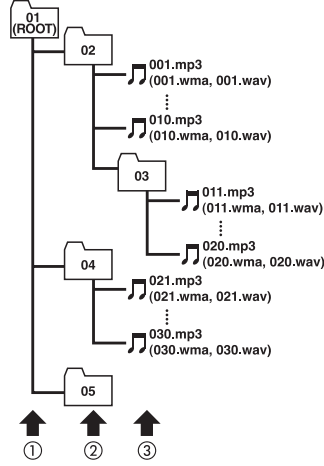 01
(ROOT)
02
001.mp3
(001.wma, 001.wav)
010.mp3
(010.wma, 010.wav)
03
011.mp3
(011.wma, 011.wav)
020.mp3
(020.wma, 020.wav)
04
021.mp3
(021.wma, 021.wav)
030.mp3
(030.wma, 030.wav)
05
① ② ③